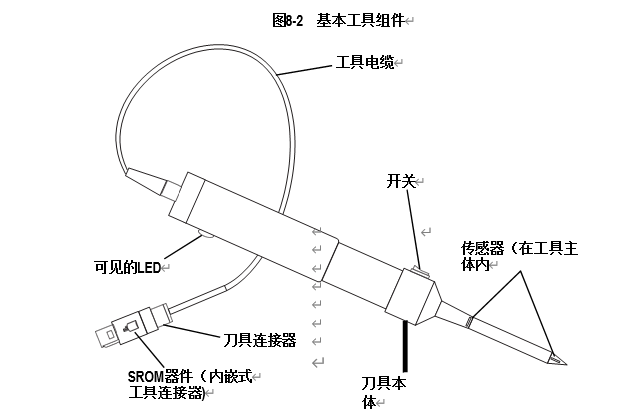 图8-2 基本工具组件
工具电缆
开关
传感器（在工具主
体内
可见的LED
刀具连接器
SROM器件（内嵌式
工具连接器)
刀具本
体